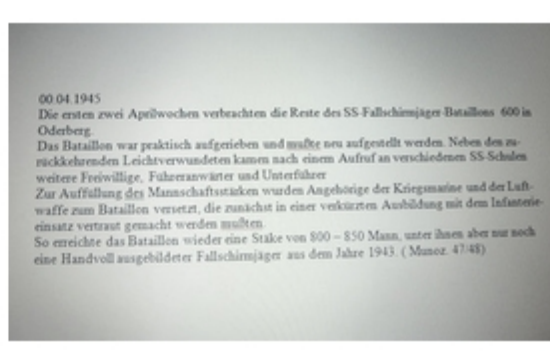 00.04.1945
Die ersten zwei Aprilwochen verbrachten die Reste des SS-Fallschirmjäger-Bataillons 600 in
Oderberg.
Das Bataillon war praktisch aufgerieben und mußte neu aufgestellt werden. Neben den zu-
rückkehrenden Leichtverwundeten kamen nach einem Aufruf an verschiedenen SS-Schulen
weitere Freiwillige, Führeranwärter und Unterführer
Zur Auffüllung des Mannschaftsstärken wurden Angehörige der Kriegsmarine und der Luft-
waffe zum Bataillon versetzt, die zunächst in einer verkürzten Ausbildung mit dem Infanterie-
einsatz vertraut gemacht werden mußten.
So erreichte das Bataillon wieder eine Stäke von 800 – 850 Mann, unter ihnen aber nur noch
eine Handvoll ausgebildeter Fallschirmjäger aus dem Jahre 1943. ( Munoz. 47/48)